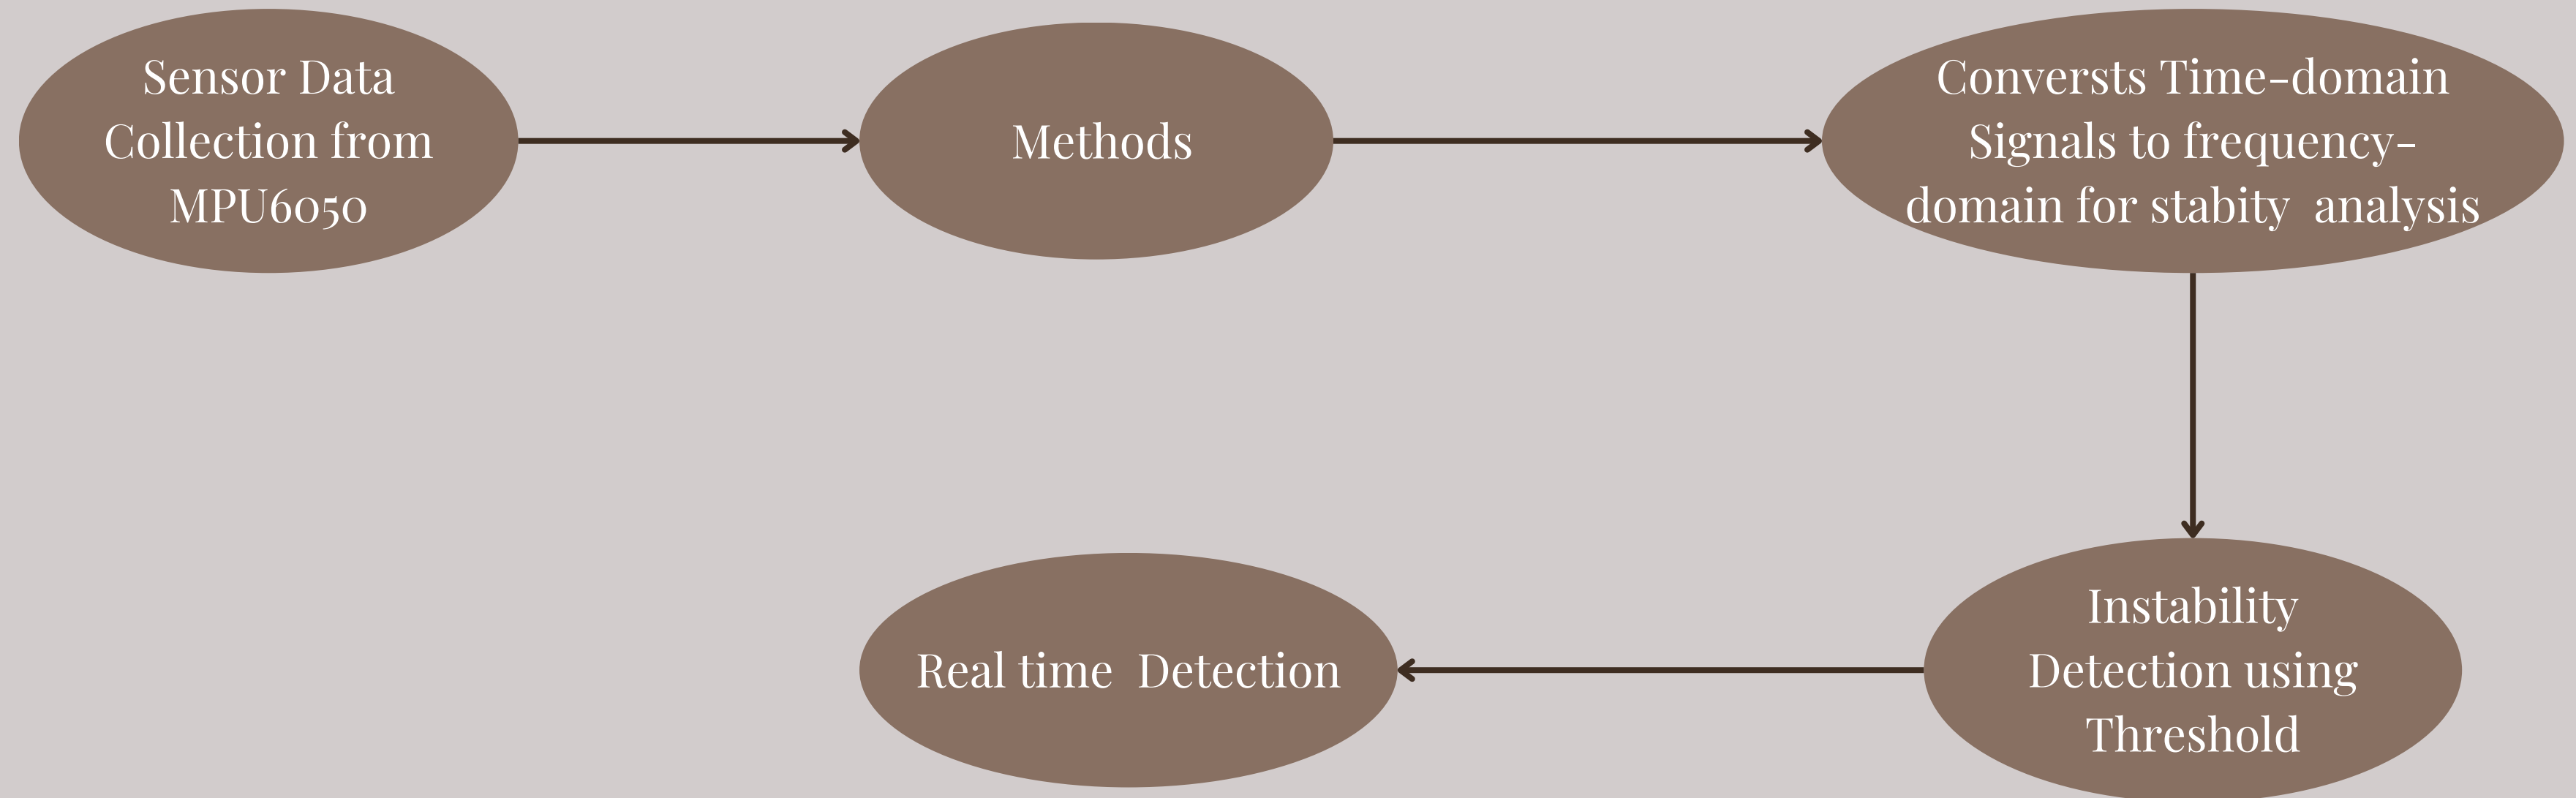 Sensor Data
Collection from
MPU6050
Methods
Conversts Time-domain
Signals to frequency-
domain for stabity  analysis
Instability
Detection using
Threshold
Real time  Detection